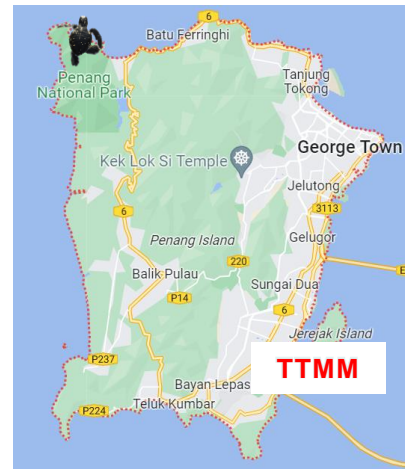 6
Batu Ferringhi
Penang
National Park
Tanjung
Tokong
George Town
Kek Lok Si Temple
Jelutong
6
3113
Penang Island
Gelugor
220
Balik Pulau
E
Sungai Dua
P14
6
Jerejak Island
P237
TTMM
Bayan Lepas
Teluk Kumbar
P224